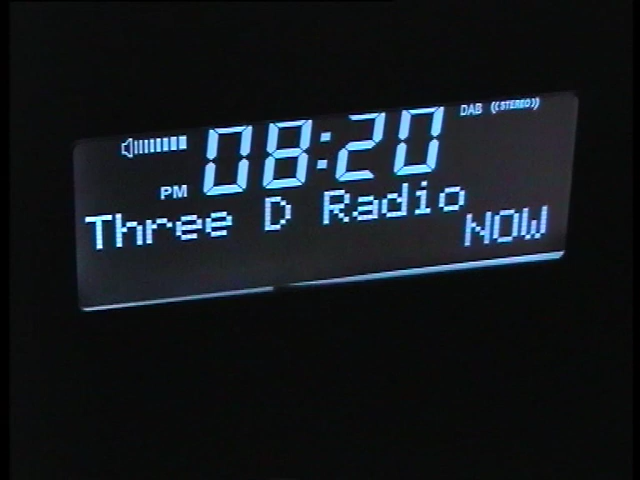 DAB ((STEREO))
08:20
PM
Three D Radio
NOW